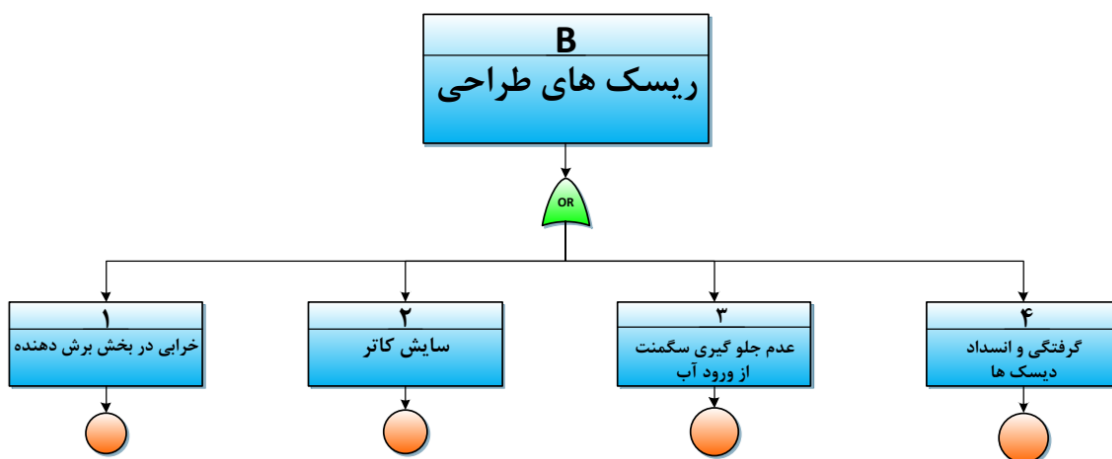 B
ریسک های طراحی
OR
۱
خرابی در بخش برش دهنده
۲
سایش کاتر
۳
عدم جلو گیری سگمنت
از ورود آب
۴
گرفتگی و انسداد
دیسک ها